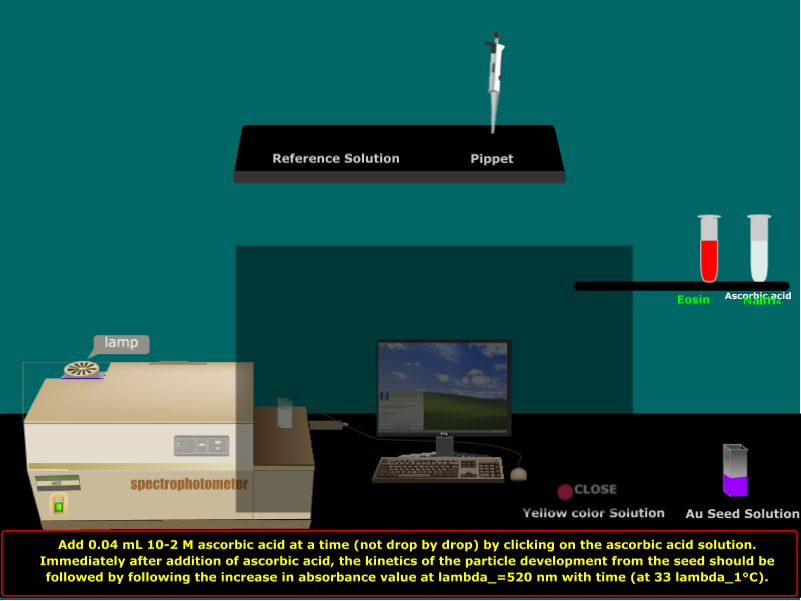 Reference Solution
Pippet
Eosin
Ascorbic acid
lamp
spectrophotometer
CLOSE
Yellow color Solution
Au Seed Solution
Add 0.04 mL 10-2 M ascorbic acid at a time (not drop by drop) by clicking on the ascorbic acid solution.
Immediately after addition of ascorbic acid, the kinetics of the particle development from the seed should be
followed by following the increase in absorbance value at lambda_=520 nm with time (at 33 lambda_1°C).